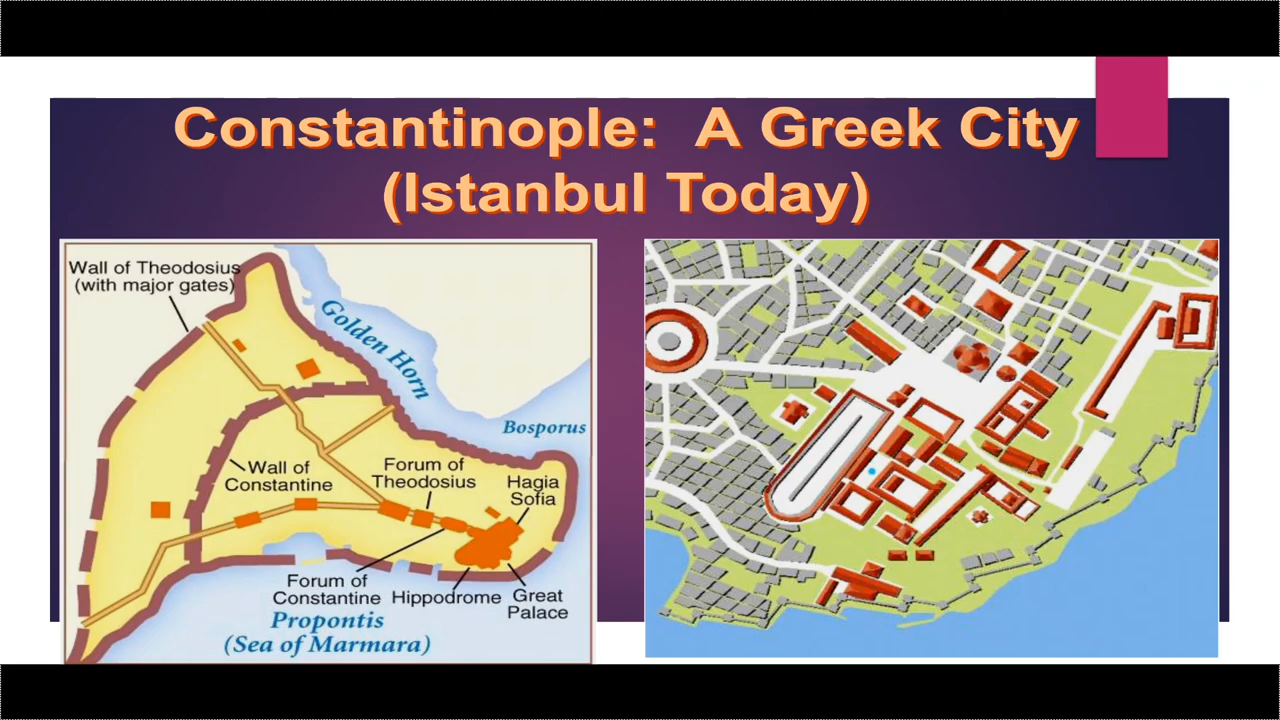 Constantinople: A Greek City
(Istanbul Today)
Wall of Theodosius
(with major gates)
Golden Horn
Bosporus
Wall of
Constantine
Forum of
Theodosius
Hagia
Sofia
Forum of
Constantine
Hippodrome
Great
Palace
Propontis
(Sea of Marmara)